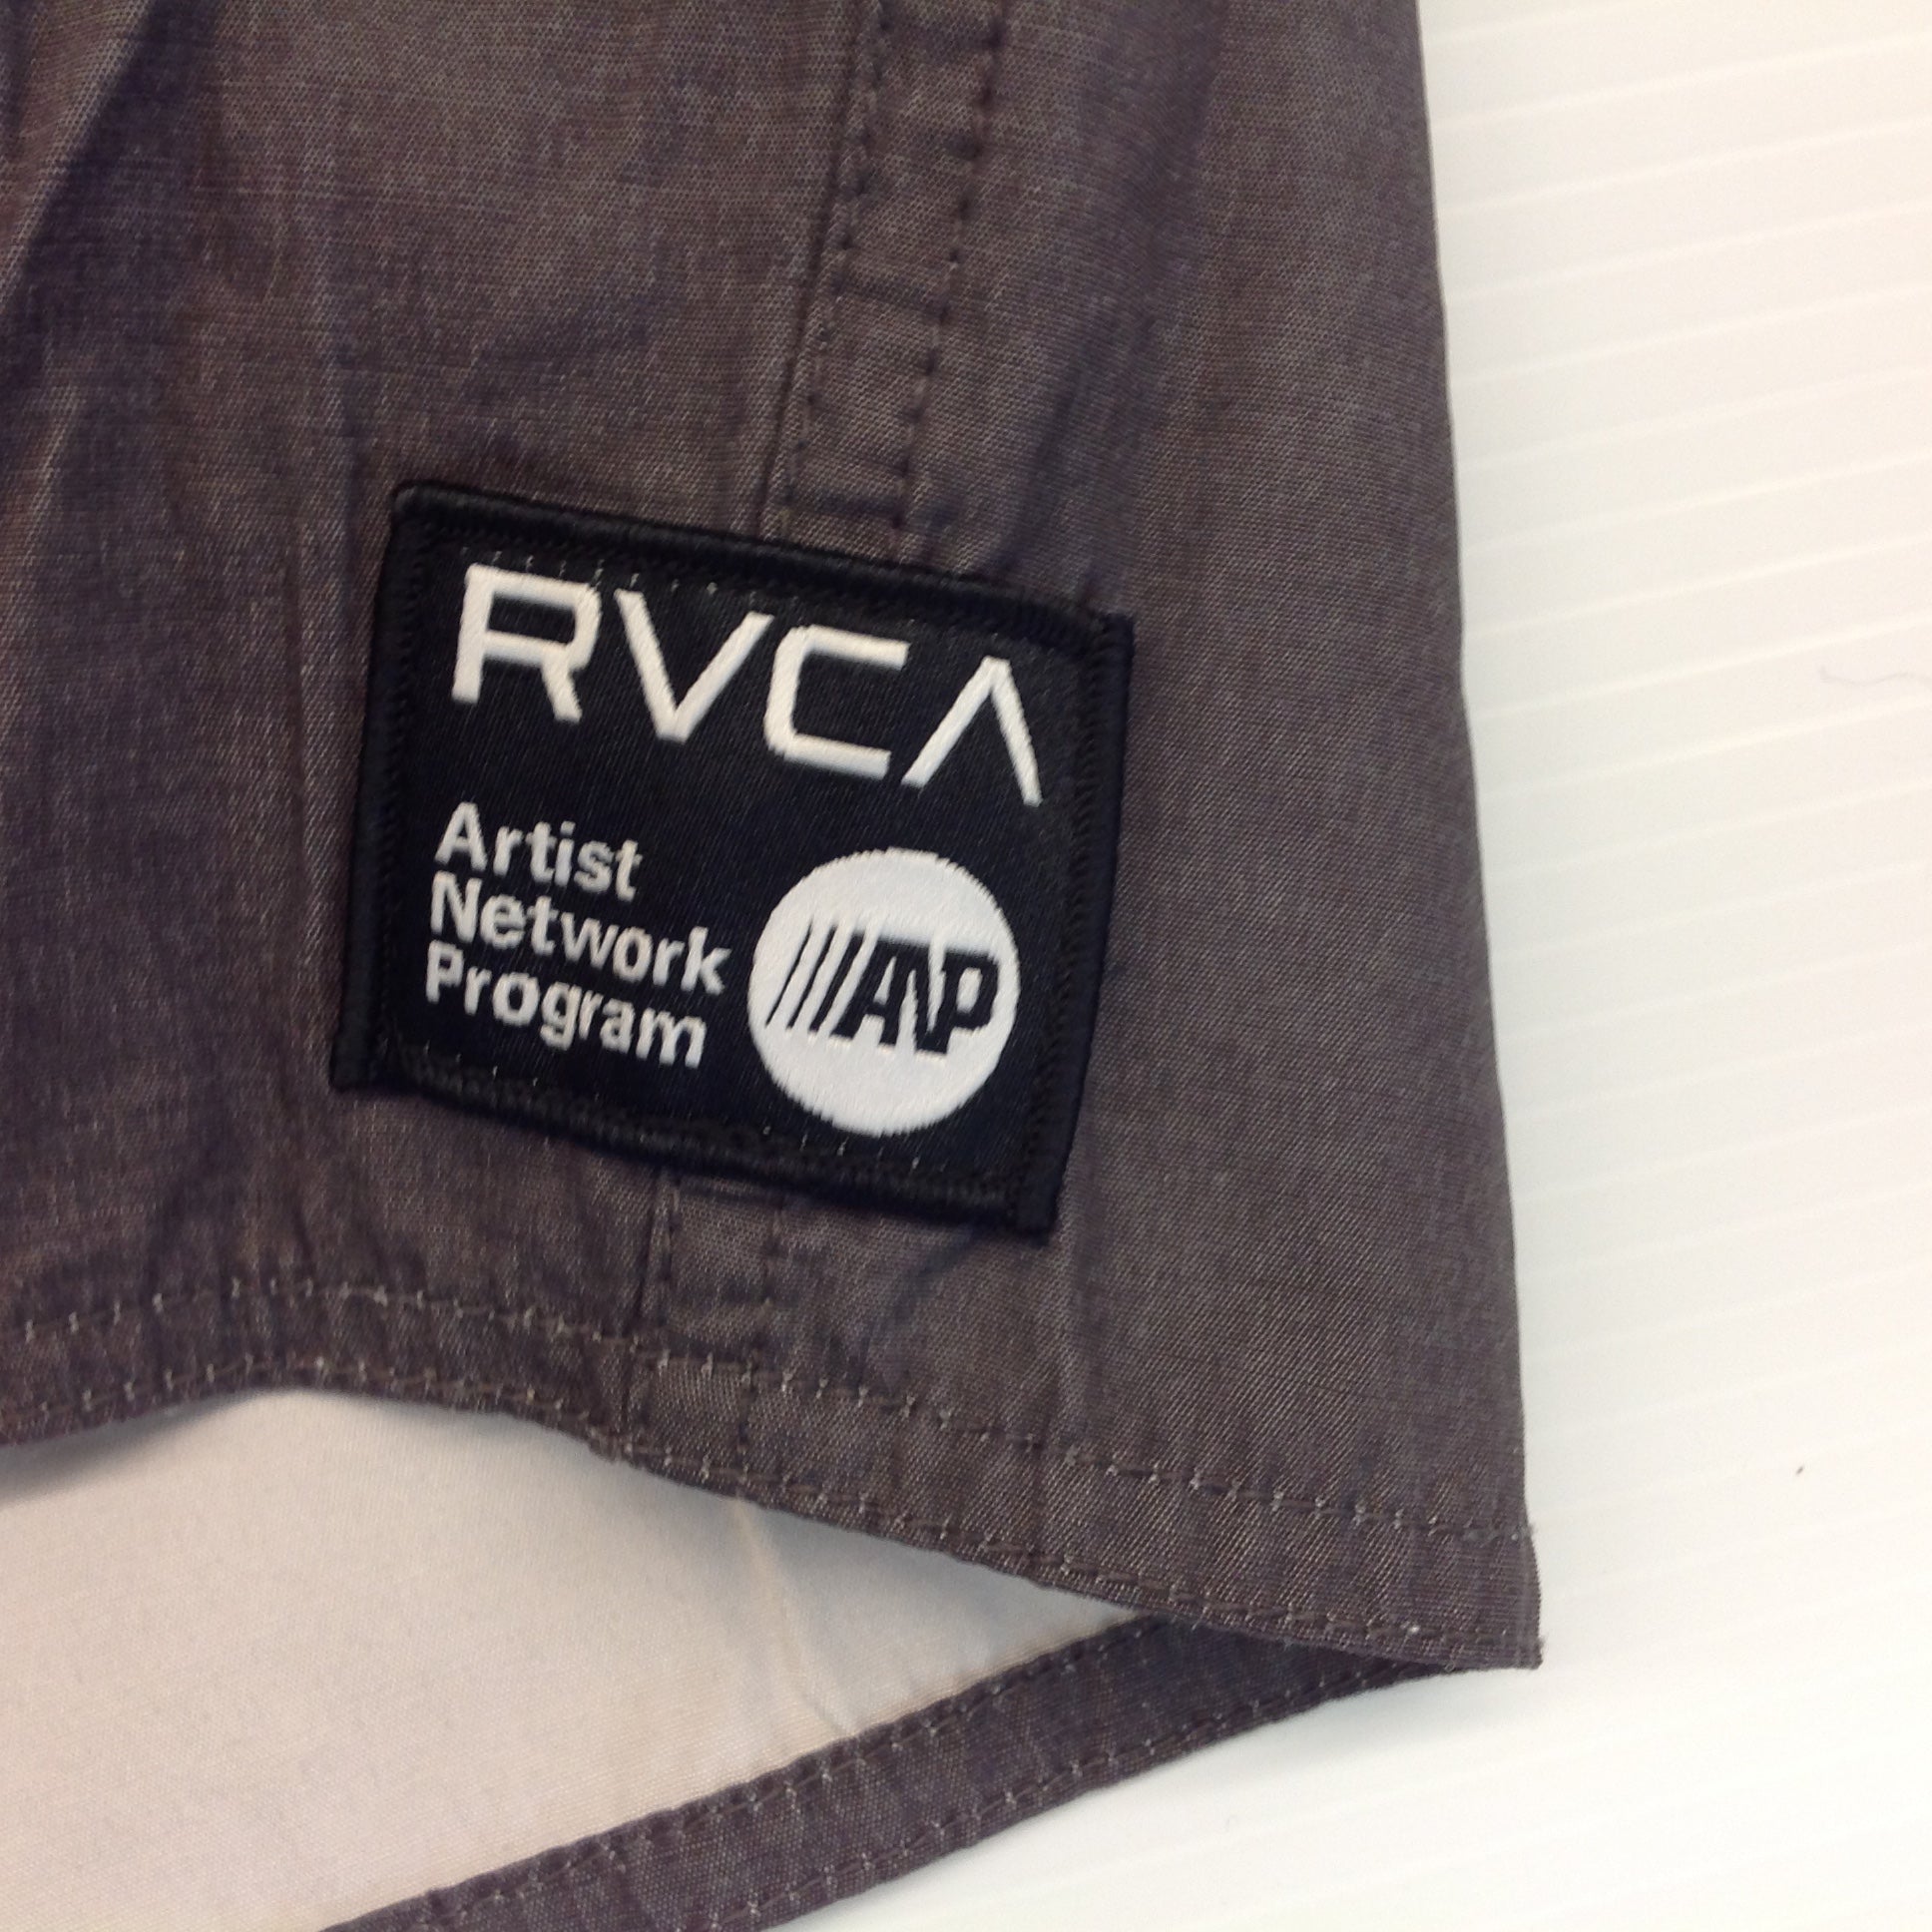 RVCA
Artist
Network
Program
ANP